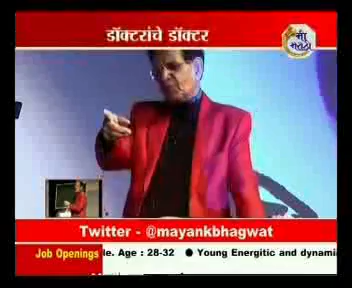 डॉक्टरांचे डॉक्टर
मी
मराठी
Twitter - @mayankbhagwat
Job Openings
le. Age : 28-32 ● Young Energitic and dynami